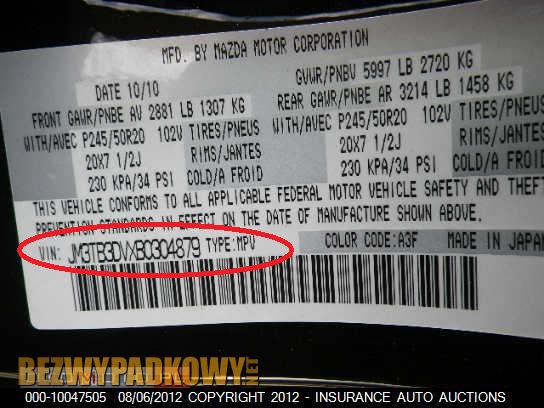 MFD. BY MAZDA MOTOR CORPORATION
DATE 10/10 GVWR/PNBV 5997 LB 2720 KG
FRONT GAWR/PNBE AV 2881 LB 1307 KG REAR GAWR/PNBE AR 3214 LB 1458 KG
WITH/AVEC P245/50R20 102V TIRES/PNEUS WITH/AVEC P245/50R20 102V TIRES/PNEUS
20X7 1/2J RIMS/JANTES 20X7 1/2J RIMS/JANTES
230 KPA/34 PSI COLD/A FROID 230 KPA/34 PSI COLD/A FROID
THIS VEHICLE CONFORMS TO ALL APPLICABLE FEDERAL MOTOR VEHICLE SAFETY AND THEFT
PREVENTION STANDARDS IN EFFECT ON THE DATE OF MANUFACTURE SHOWN ABOVE.
VIN: JM3TB3DVXB0304879 TYPE:MPV COLOR CODE:A3F MADE IN JAPAN
BEZWYPADKOWY.NET
000-10047505 08/06/2012 COPYRIGHT 2012 - INSURANCE AUTO AUCTIONS